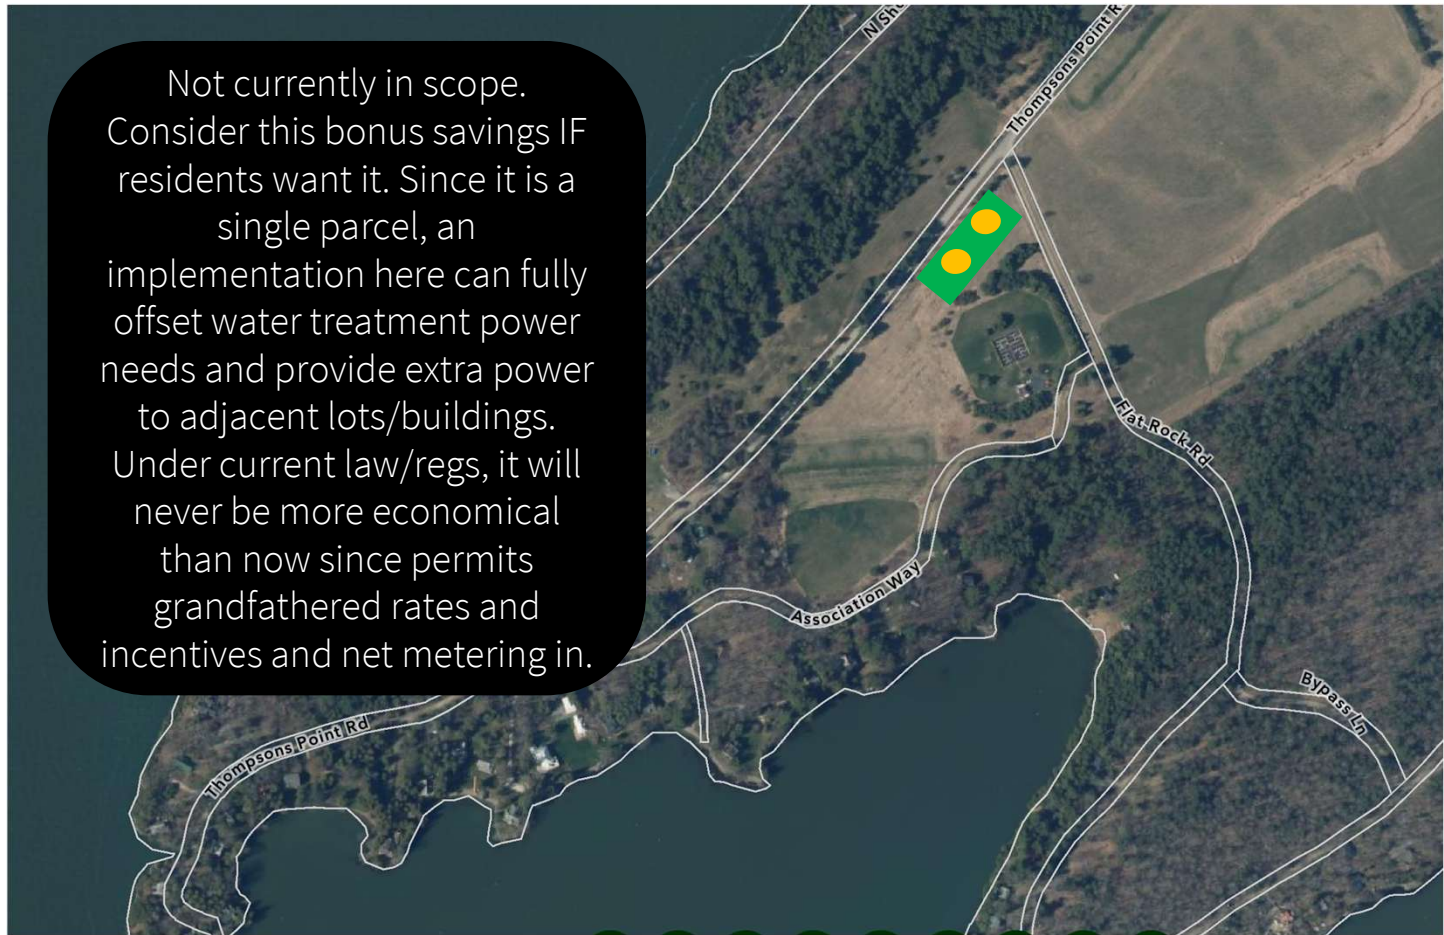 Not currently in scope.
Consider this bonus savings IF
residents want it. Since it is a
single parcel, an
implementation here can fully
offset water treatment power
needs and provide extra power
to adjacent lots/buildings.
Under current law/regs, it will
never be more economical
than now since permits
grandfathered rates and
incentives and net metering in.
N Sho
Thompsons Point R
Flat Rock Rd
Association Way
Bypass Ln
Thompsons Point Rd